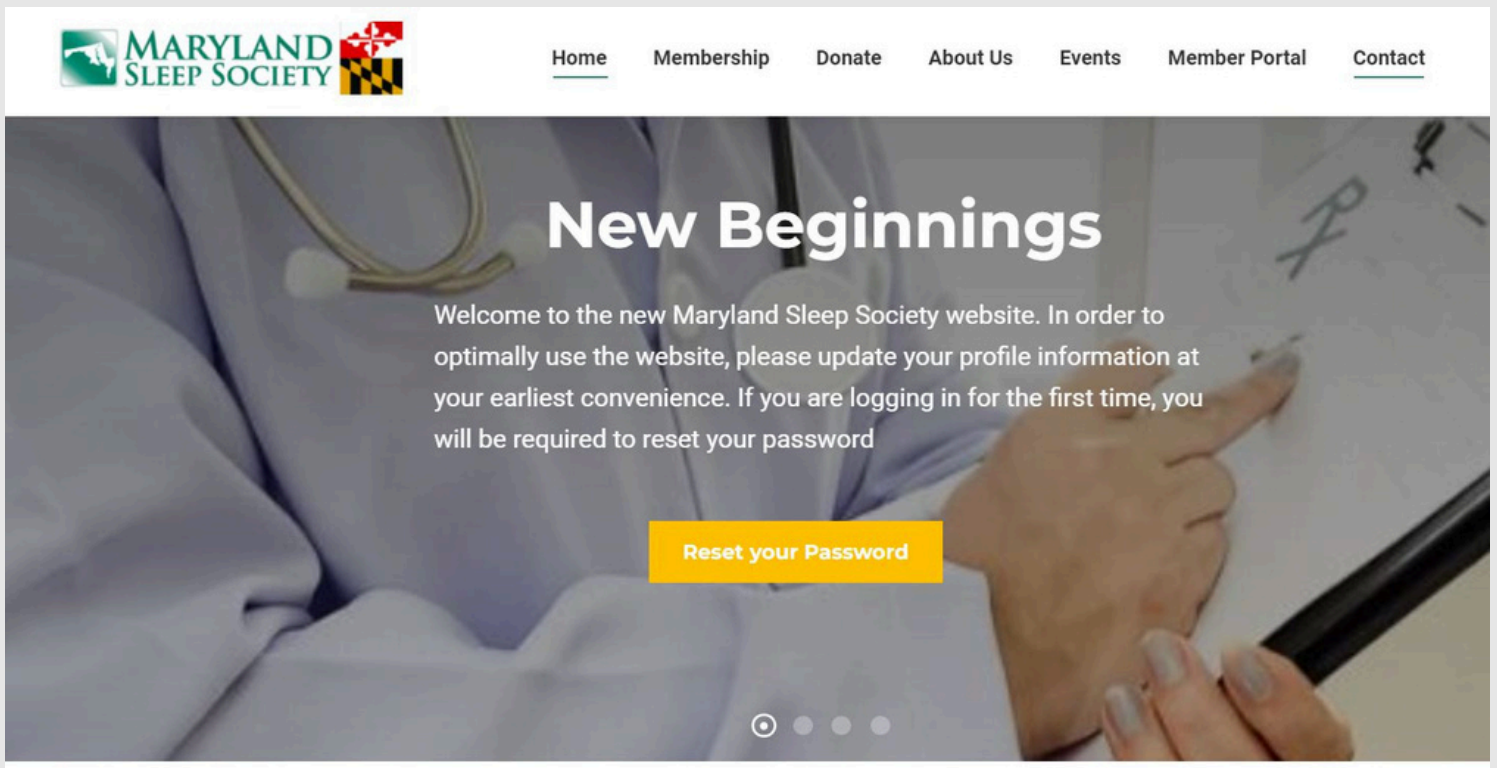 MARYLAND
SLEEP SOCIETY
Home Membership Donate About Us Events Member Portal Contact
RX
New Beginnings
Welcome to the new Maryland Sleep Society website. In order to
optimally use the website, please update your profile information at
your earliest convenience. If you are logging in for the first time, you
will be required to reset your password
Reset your Password